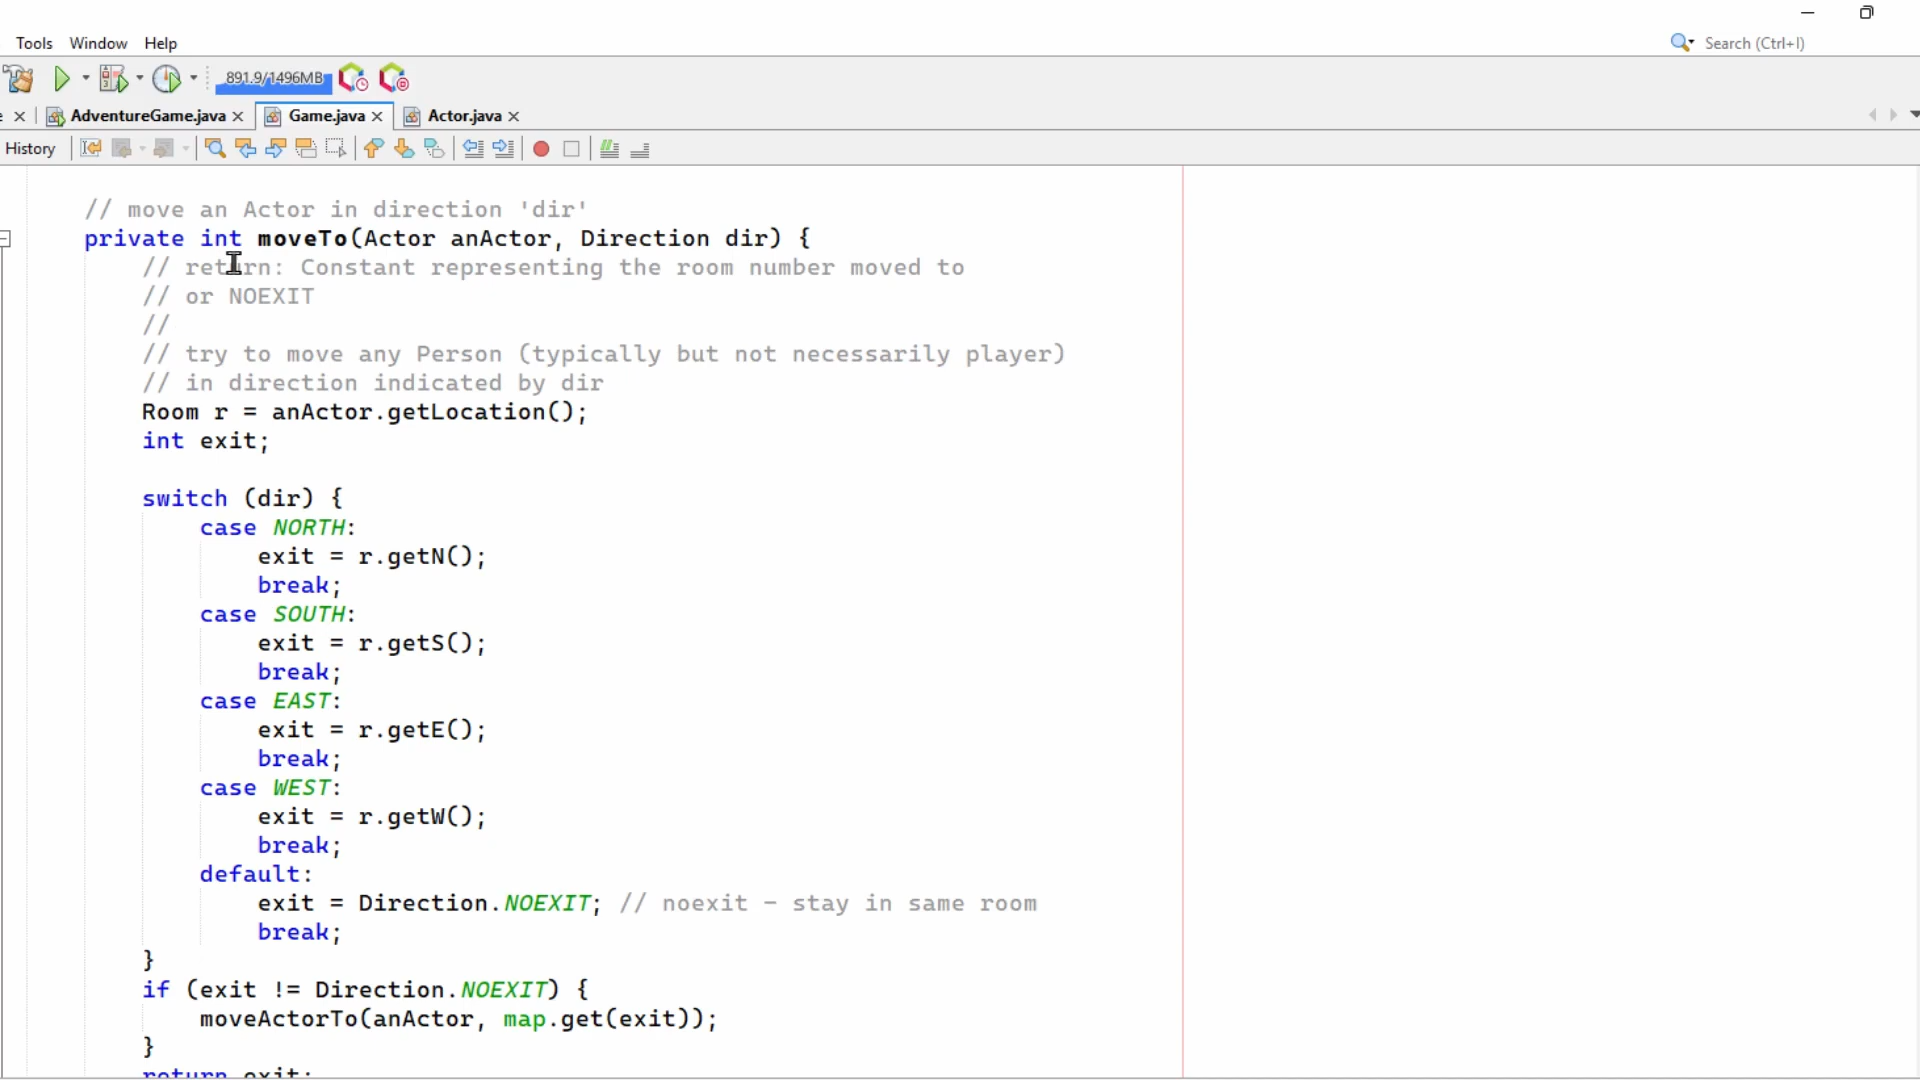 Tools Window Help
Search (Ctrl+I)
891.9/1496MB
AdventureGame.java Game.java Actor.java
History
// move an Actor in direction 'dir'
private int moveTo(Actor anActor, Direction dir) {
// return: Constant representing the room number moved to
// or NOEXIT
//
// try to move any Person (typically but not necessarily player)
// in direction indicated by dir
Room r = anActor.getLocation();
int exit;
switch (dir) {
case NORTH:
exit = r.getN();
break;
case SOUTH:
exit = r.getS();
break;
case EAST:
exit = r.getE();
break;
case WEST:
exit = r.getW();
break;
default:
exit = Direction.NOEXIT; // noexit - stay in same room
break;
}
if (exit != Direction.NOEXIT) {
moveActorTo(anActor, map.get(exit));
}
return exit;